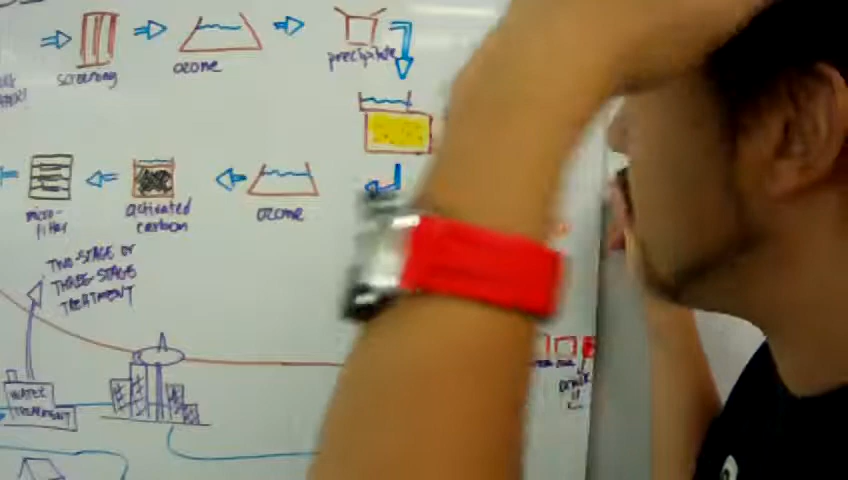 screening
ozone
precipitate
micro-
filter
activated
carbon
ozone
TWO-STAGE or
THREE-STAGE
TREATMENT
WATER
TREATMENT